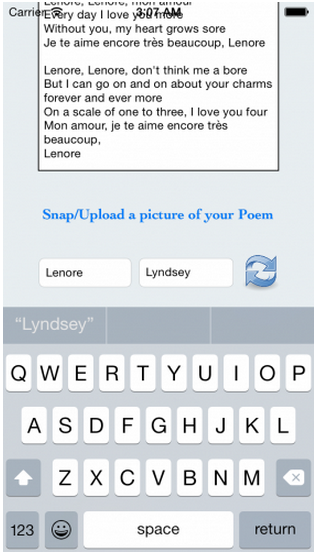 Carrier 3:07 AM
Lenore, Lenore, mon amour
Every day I love you more
Without you, my heart grows sore
Je te aime encore très beaucoup, Lenore
Lenore, Lenore, don't think me a bore
But I can go on and on about your charms
forever and ever more
On a scale of one to three, I love you four
Mon amour, je te aime encore très
beaucoup,
Lenore
Snap/Upload a picture of your Poem
Lenore Lyndsey
“Lyndsey”
Q W E R T Y U I O P
A S D F G H J K L
Z X C V B N M
123 space return